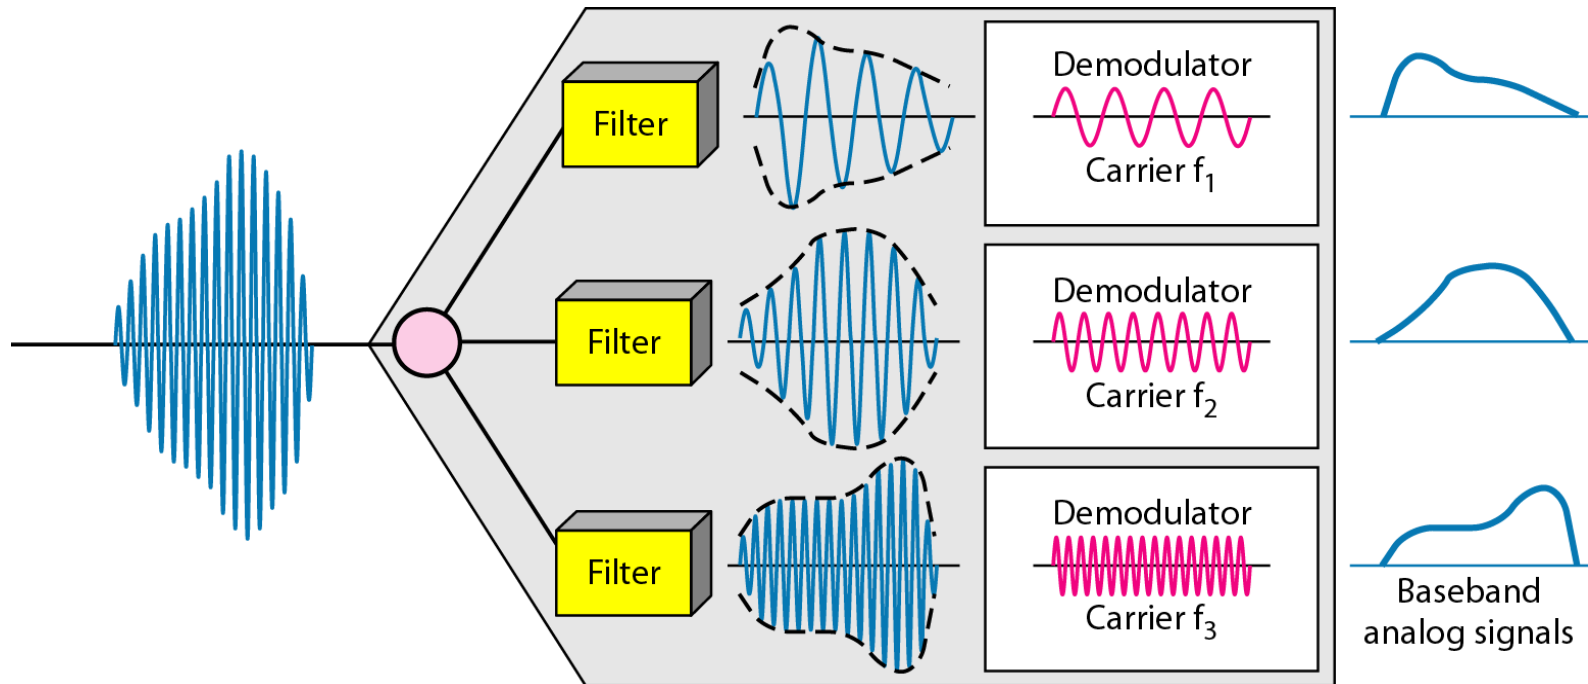 Filter
Demodulator
Carrier f₁
Filter
Demodulator
Carrier f₂
Filter
Demodulator
Carrier f₃
Baseband
analog signals